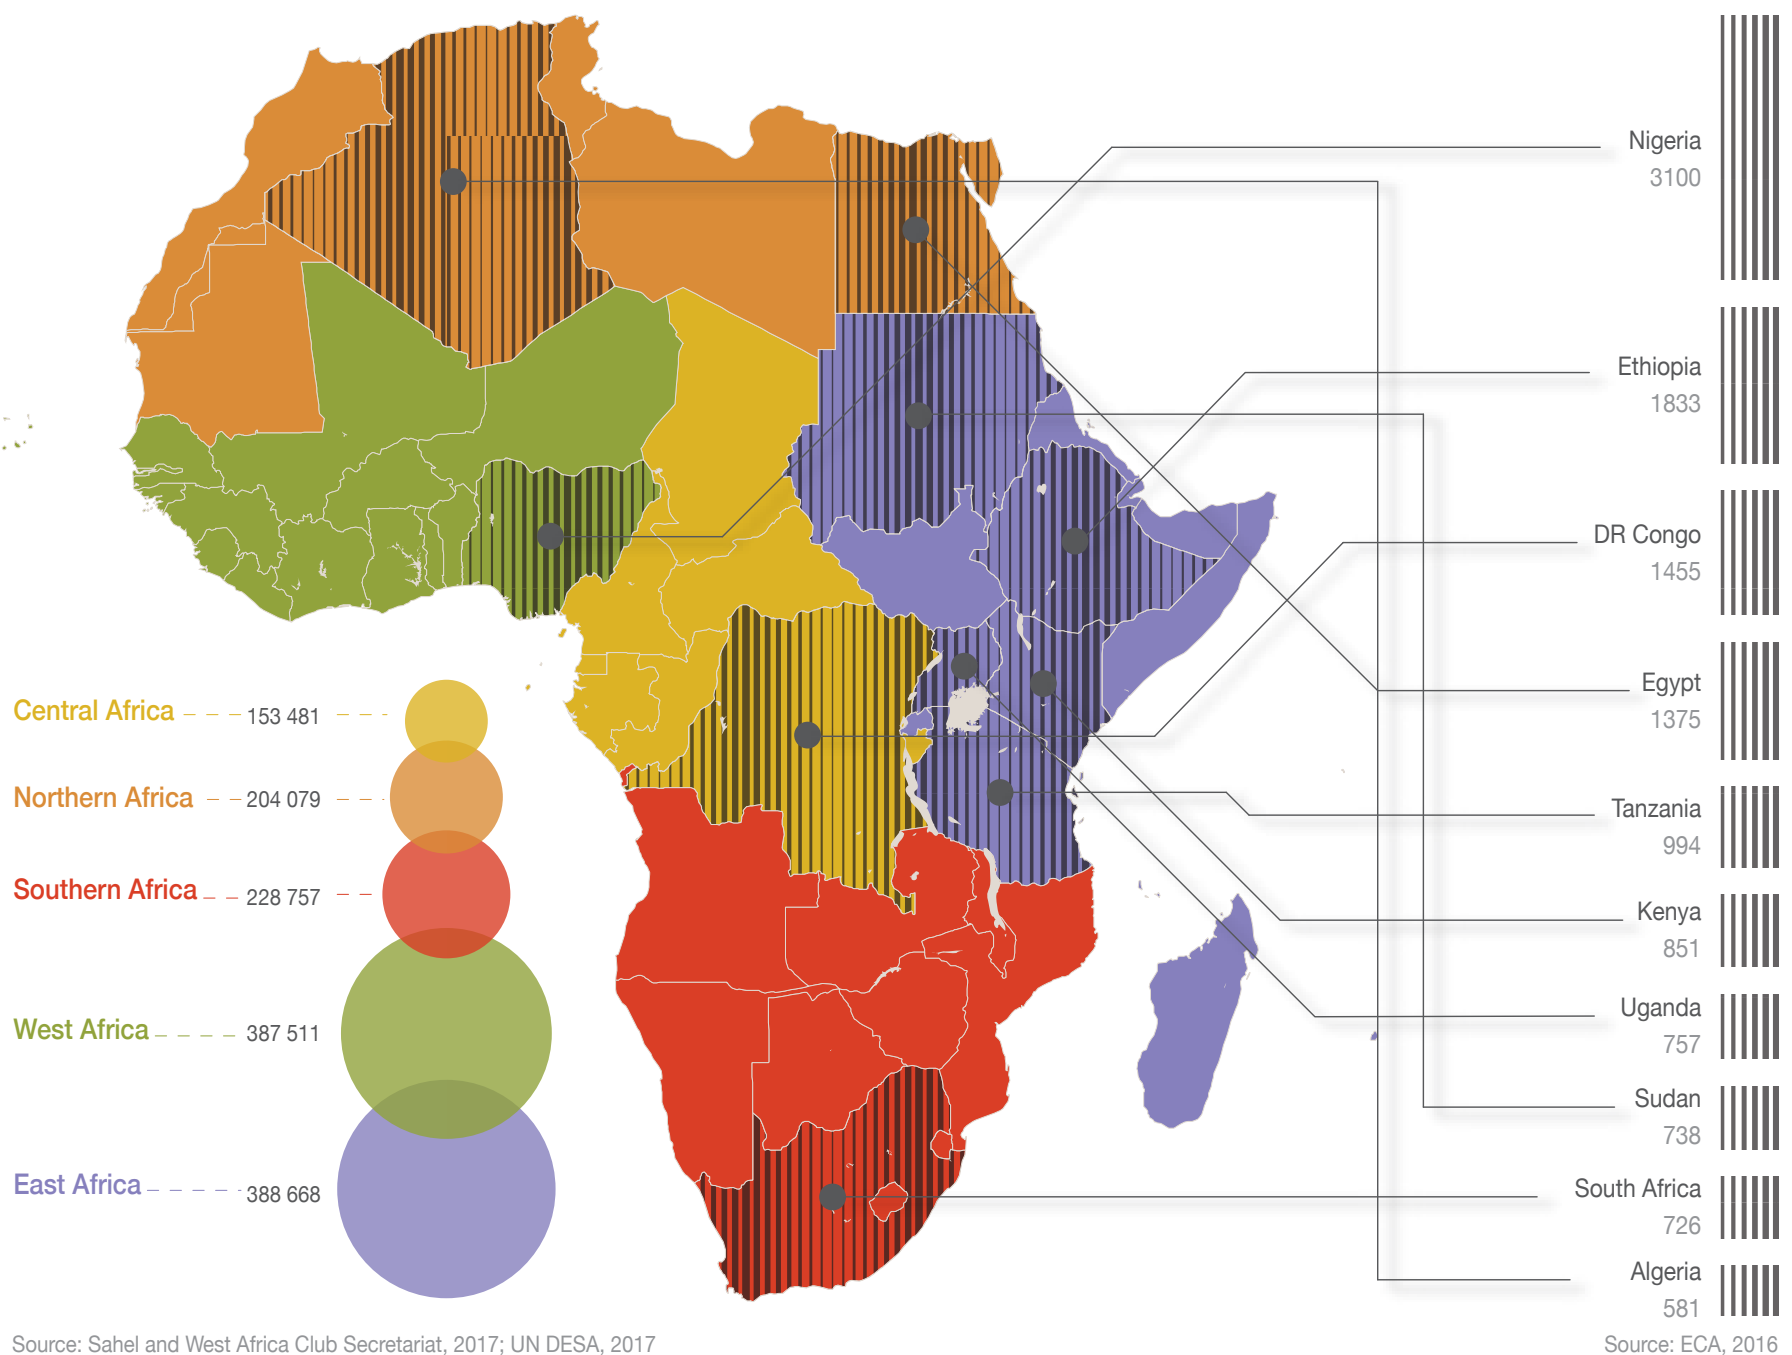 Nigeria
3100
Ethiopia
1833
DR Congo
1455
Egypt
1375
Tanzania
994
Kenya
851
Uganda
757
Sudan
738
South Africa
726
Algeria
581
Central Africa 153 481
Northern Africa 204 079
Southern Africa 228 757
West Africa 387 511
East Africa 388 668
Source: Sahel and West Africa Club Secretariat, 2017; UN DESA, 2017
Source: ECA, 2016